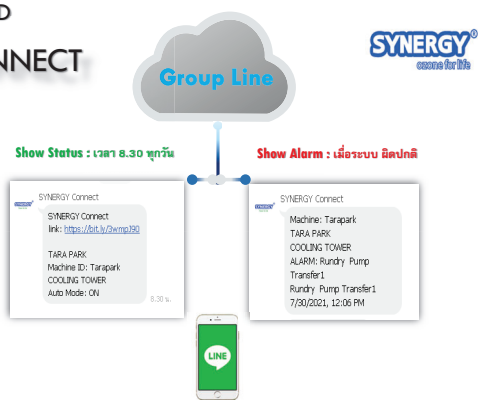 D
NNECT
SYNERGY®
ozone for life
Group Line
Show Status : เวลา 8.30 ทุกวัน
Show Alarm : เมื่อระบบ ผิดปกติ
SYNERGY Connect
SYNERGY Connect
link: https://bit.ly/3wmpJ90
TARA PARK
Machine ID: Tarapark
COOLING TOWER
Auto Mode: ON
8.30 น.
SYNERGY Connect
Machine: Tarapark
TARA PARK
COOLING TOWER
ALARM: Rundry Pump
Transfer1
Rundry Pump Transfer1
7/30/2021, 12:06 PM
LINE